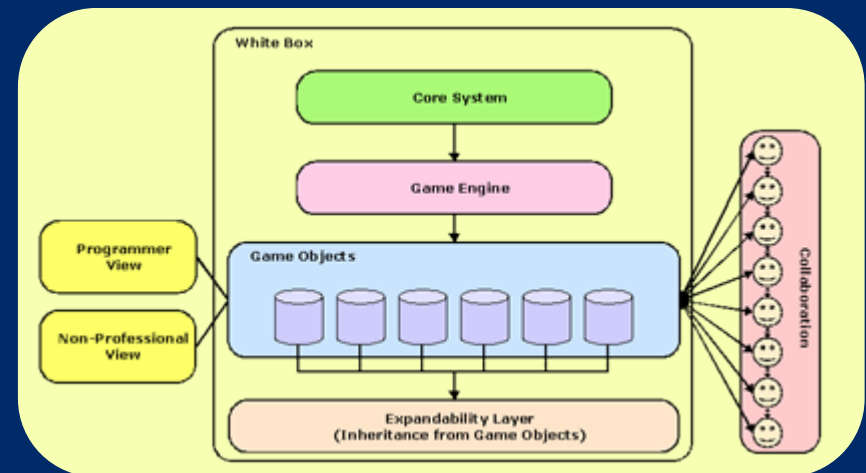 White Box
Core System
Game Engine
Programmer
View
Game Objects
Non-Professional
View
Expandability Layer
(Inheritance from Game Objects)
Collaboration